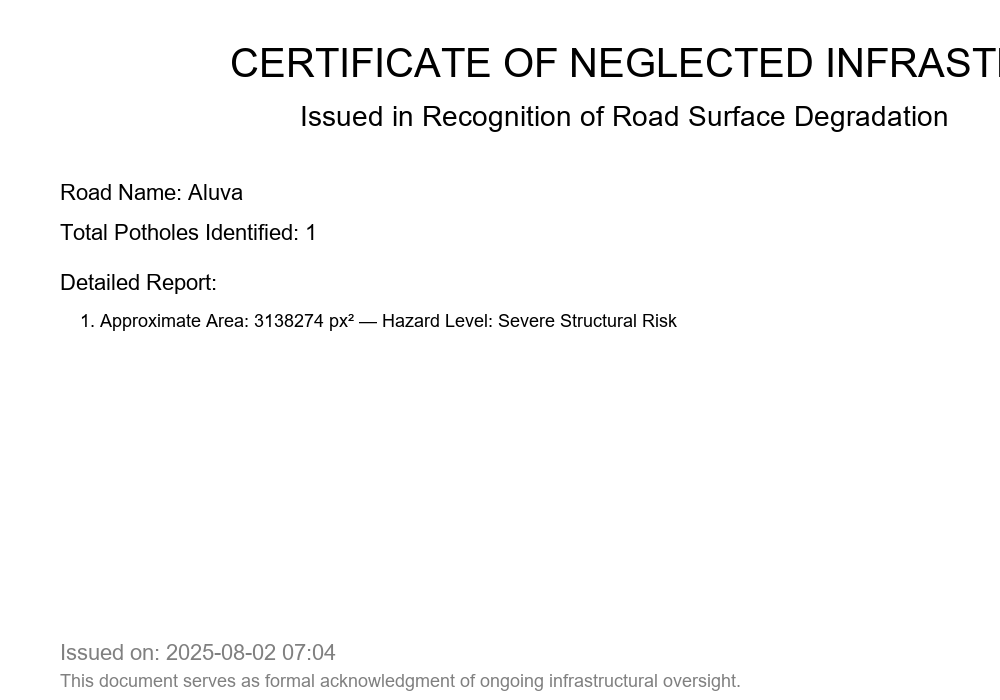 CERTIFICATE OF NEGLECTED INFRAST
Issued in Recognition of Road Surface Degradation
Road Name: Aluva
Total Potholes Identified: 1
Detailed Report:
1. Approximate Area: 3138274 px² — Hazard Level: Severe Structural Risk
Issued on: 2025-08-02 07:04
This document serves as formal acknowledgment of ongoing infrastructural oversight.